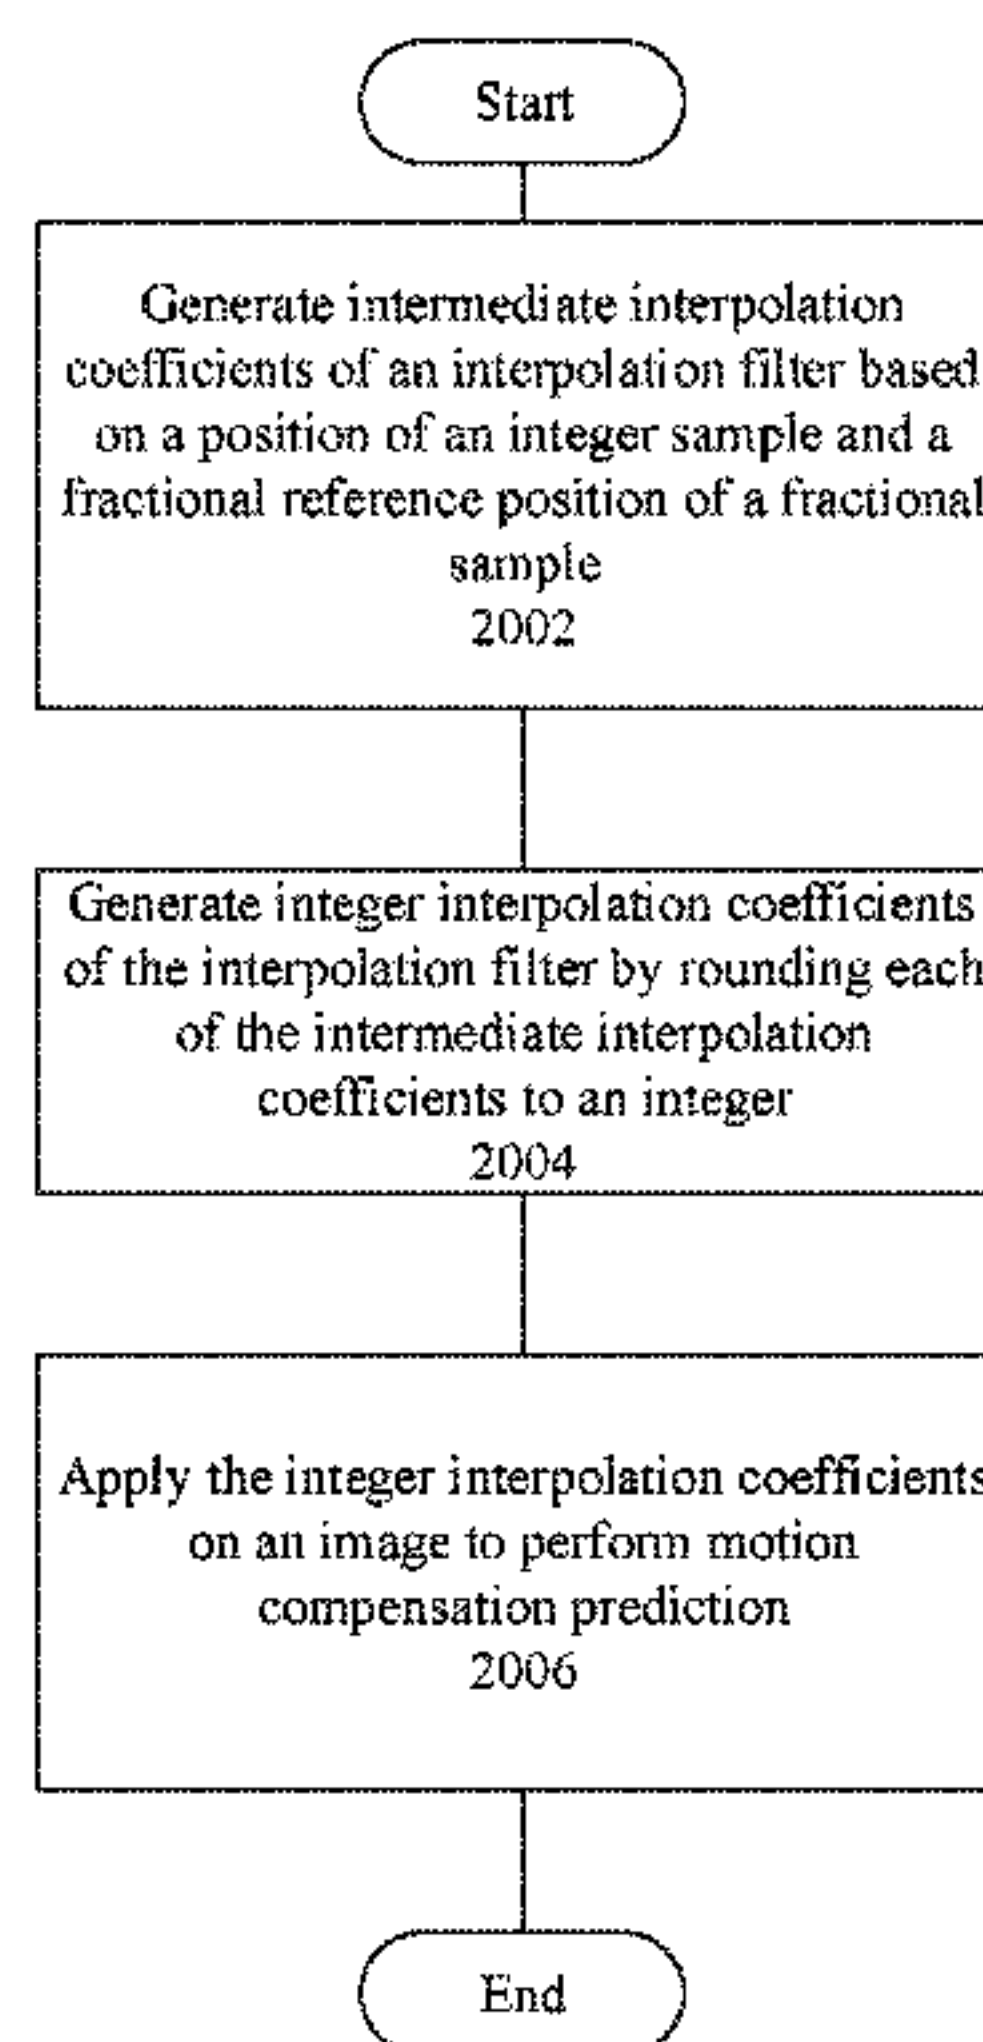 Start
Generate intermediate interpolation
coefficients of an interpolation filter based
on a position of an integer sample and a
fractional reference position of a fractional
sample
2002
Generate integer interpolation coefficients
of the interpolation filter by rounding each
of the intermediate interpolation
coefficients to an integer
2004
Apply the integer interpolation coefficients
on an image to perform motion
compensation prediction
2006
End